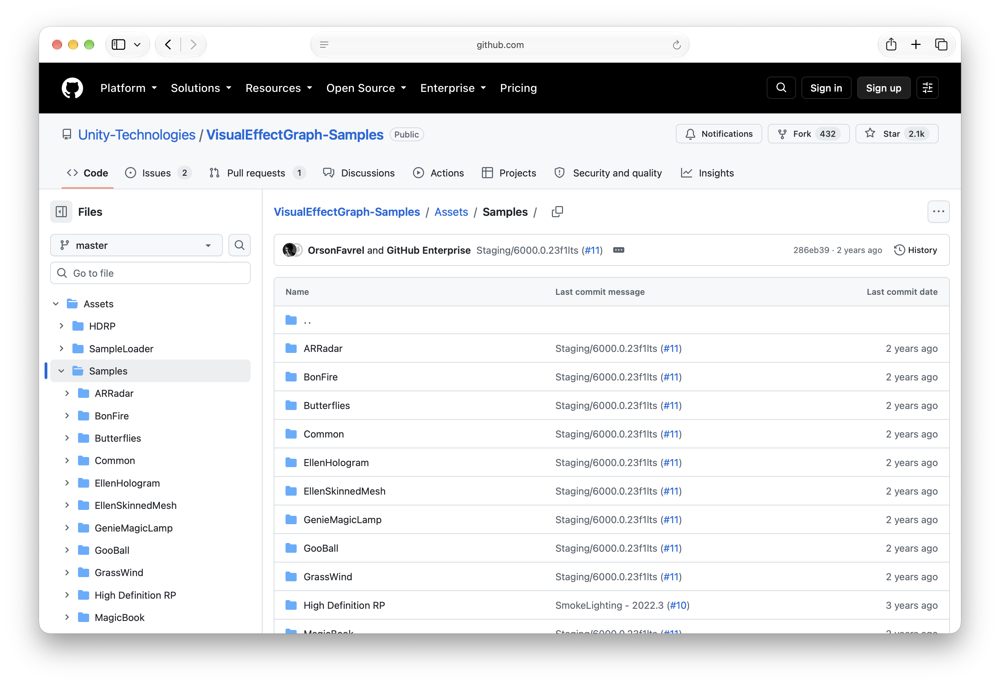 github.com
Platform Solutions Resources Open Source Enterprise Pricing Sign in Sign up
Unity-Technologies / VisualEffectGraph-Samples Public Notifications Fork 432 Star 2.1k
Code Issues 2 Pull requests 1 Discussions Actions Projects Security and quality Insights
Files
master
Go to file
Assets
HDRP
SampleLoader
Samples
ARRadar
BonFire
Butterflies
Common
EllenHologram
EllenSkinnedMesh
GenieMagicLamp
GooBall
GrassWind
High Definition RP
MagicBook
VisualEffectGraph-Samples / Assets / Samples /
OrsonFavrel and GitHub Enterprise Staging/6000.0.23f1lts (#11) 286eb39 · 2 years ago History
Name Last commit message Last commit date
..
ARRadar Staging/6000.0.23f1lts (#11) 2 years ago
BonFire Staging/6000.0.23f1lts (#11) 2 years ago
Butterflies Staging/6000.0.23f1lts (#11) 2 years ago
Common Staging/6000.0.23f1lts (#11) 2 years ago
EllenHologram Staging/6000.0.23f1lts (#11) 2 years ago
EllenSkinnedMesh Staging/6000.0.23f1lts (#11) 2 years ago
GenieMagicLamp Staging/6000.0.23f1lts (#11) 2 years ago
GooBall Staging/6000.0.23f1lts (#11) 2 years ago
GrassWind Staging/6000.0.23f1lts (#11) 2 years ago
High Definition RP SmokeLighting - 2022.3 (#10) 3 years ago
MagicBook Staging/6000.0.23f1lts (#11) 2 years ago